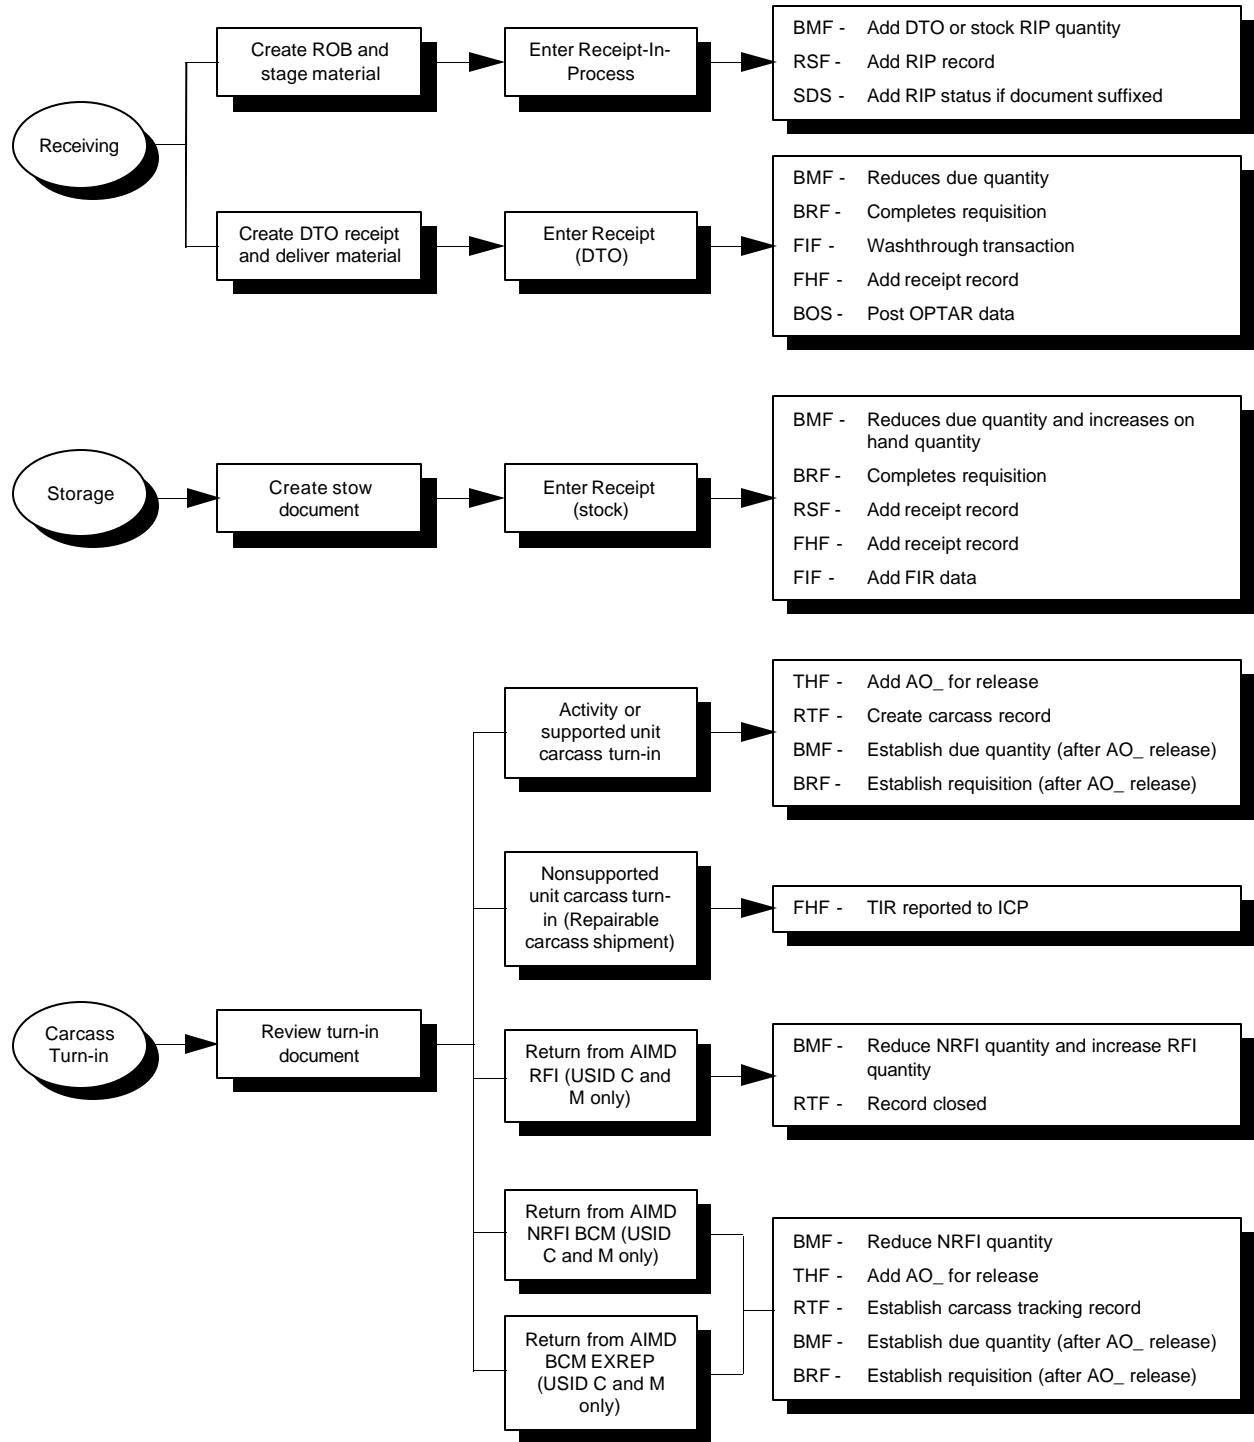 Receiving
Create ROB and
stage material
Enter Receipt-In-
Process
BMF - Add DTO or stock RIP quantity
RSF - Add RIP record
SDS - Add RIP status if document suffixed
Create DTO receipt
and deliver material
Enter Receipt
(DTO)
BMF - Reduces due quantity
BRF - Completes requisition
FIF - Washthrough transaction
FHF - Add receipt record
BOS - Post OPTAR data
Storage
Create stow
document
Enter Receipt
(stock)
BMF - Reduces due quantity and increases on
hand quantity
BRF - Completes requisition
RSF - Add receipt record
FHF - Add receipt record
FIF - Add FIR data
Carcass
Turn-in
Review turn-in
document
Activity or
supported unit
carcass turn-in
THF - Add AO_ for release
RTF - Create carcass record
BMF - Establish due quantity (after AO_ release)
BRF - Establish requisition (after AO_ release)
Nonsupported
unit carcass turn-
in (Repairable
carcass shipment)
FHF - TIR reported to ICP
Return from AIMD
RFI (USID C and
M only)
BMF - Reduce NRFI quantity and increase RFI
quantity
RTF - Record closed
Return from AIMD
NRFI BCM (USID
C and M only)
Return from AIMD
BCM EXREP
(USID C and M
only)
BMF - Reduce NRFI quantity
THF - Add AO_ for release
RTF - Establish carcass tracking record
BMF - Establish due quantity (after AO_ release)
BRF - Establish requisition (after AO_ release)